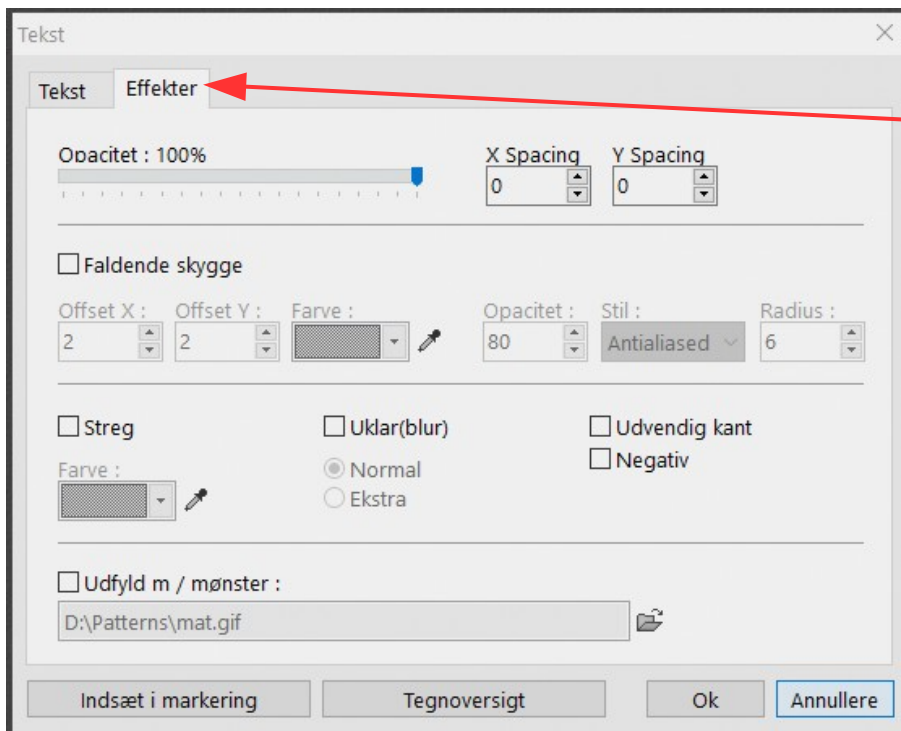 Tekst
Tekst Effekter
Opacitet : 100% X Spacing Y Spacing
0 0
Faldende skygge
Offset X : Offset Y : Farve : Opacitet : Stil : Radius :
2 2 80 Antialiased 6
Streg Uklar(blur) Udvendig kant
Farve : Normal Negativ
Ekstra
Udfyld m / mønster :
D:\Patterns\mat.gif
Indsæt i markering Tegnoversigt Ok Annullere